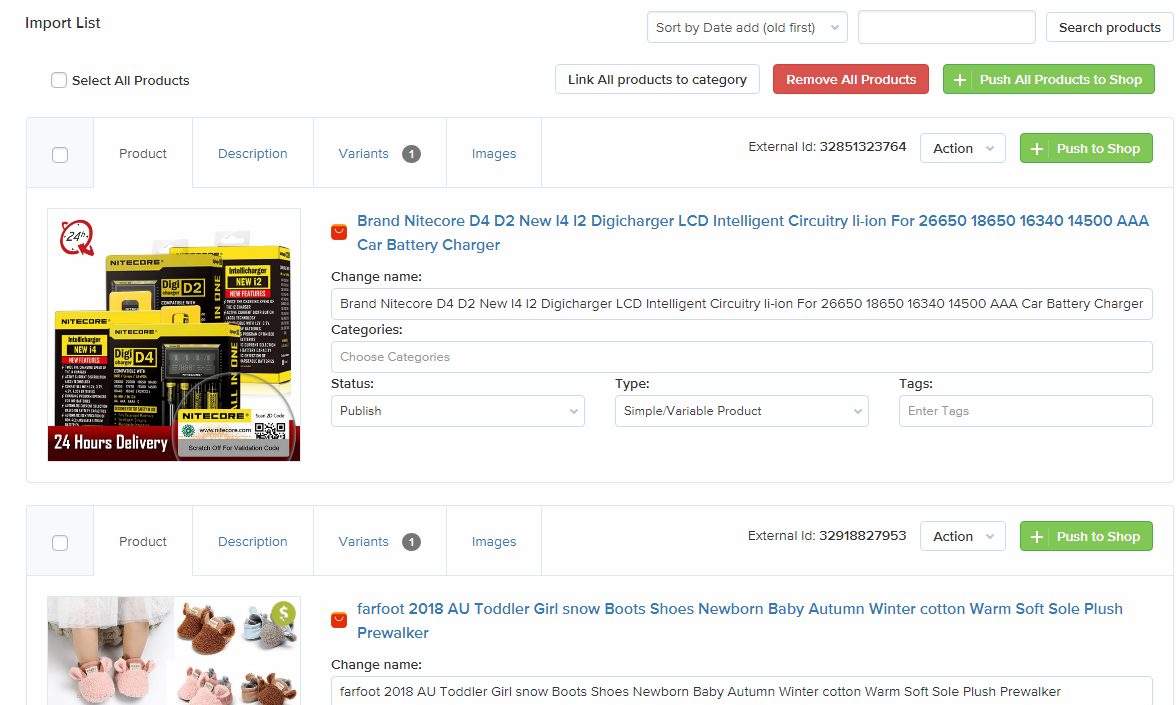 Import List
Sort by Date add (old first)
Search products
Select All Products
Link All products to category
Remove All Products
+ Push All Products to Shop
Product
Description
Variants 1
Images
External Id: 32851323764
Action
+ Push to Shop
24h
NITECORE
Digi charger D2
Intellicharger
NEW i2
NEW FEATURES
ALL IN ONE
NITECORE
Intellicharger
NEW i4
NEW FEATURES
NITECORE
Digi charger D4
ALL IN ONE
NITECORE
Scan 2D Code
www.nitecore.com
Scratch Off For Validation Code
24 Hours Delivery
Brand Nitecore D4 D2 New I4 I2 Digicharger LCD Intelligent Circuitry li-ion For 26650 18650 16340 14500 AAA
Car Battery Charger
Change name:
Brand Nitecore D4 D2 New I4 I2 Digicharger LCD Intelligent Circuitry li-ion For 26650 18650 16340 14500 AAA Car Battery Charger
Categories:
Choose Categories
Status:
Type:
Tags:
Publish
Simple/Variable Product
Enter Tags
Product
Description
Variants 1
Images
External Id: 32918827953
Action
+ Push to Shop
$
farfoot 2018 AU Toddler Girl snow Boots Shoes Newborn Baby Autumn Winter cotton Warm Soft Sole Plush
Prewalker
Change name:
farfoot 2018 AU Toddler Girl snow Boots Shoes Newborn Baby Autumn Winter cotton Warm Soft Sole Plush Prewalker